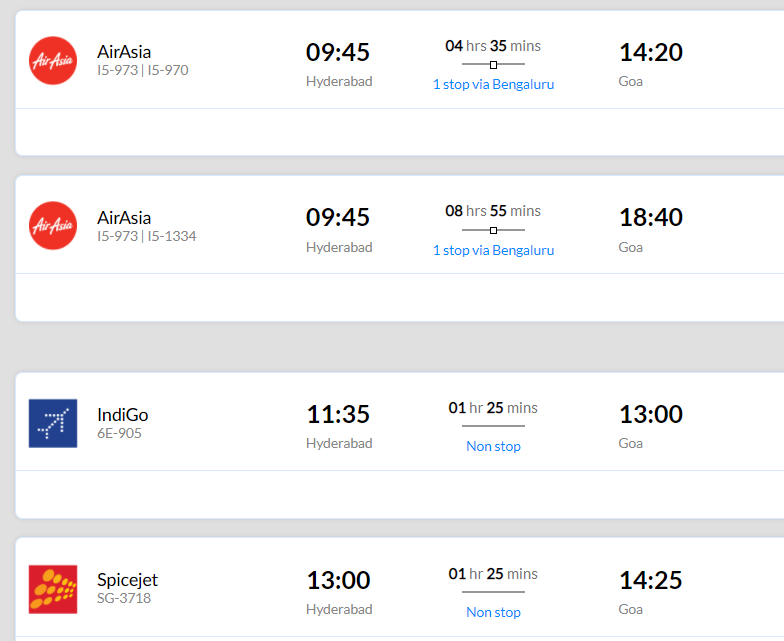 AirAsia
I5-973 | I5-970
09:45
Hyderabad
04 hrs 35 mins
1 stop via Bengaluru
14:20
Goa
AirAsia
I5-973 | I5-1334
09:45
Hyderabad
08 hrs 55 mins
1 stop via Bengaluru
18:40
Goa
IndiGo
6E-905
11:35
Hyderabad
01 hr 25 mins
Non stop
13:00
Goa
Spicejet
SG-3718
13:00
Hyderabad
01 hr 25 mins
Non stop
14:25
Goa